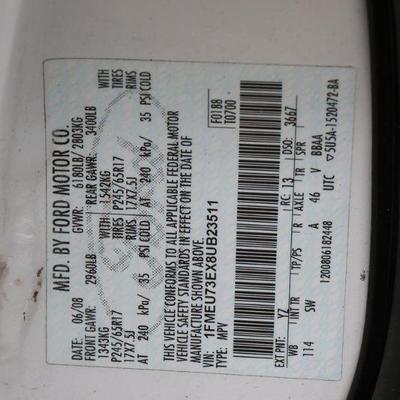 MFD. BY FORD MOTOR CO.
06/08 GVWR: 6180LB/ 2803KG
FRONT GAWR: 2960LB REAR GAWR: 3400LB
1343KG WITH 1542KG WITH
P245/65R17 TIRES P245/65R17 TIRES
17X7.5J RIMS 17X7.5J RIMS
AT 240 kPa/ 35 PSI COLD AT 240 kPa/ 35 PSI COLD
THIS VEHICLE CONFORMS TO ALL APPLICABLE FEDERAL MOTOR
VEHICLE SAFETY STANDARDS IN EFFECT ON THE DATE OF
MANUFACTURE SHOWN ABOVE.
VIN: 1FMEU73EX8UB23511
TYPE: MPV
F0188
T0700
EXT PNT: YZ RC: 13 DSO: 3667
WB INT TR TP/PS R AXLE TR SPR
114 SW A 46 V BBAA
UTC ▽5U5A-1520472-BA
12008061B2448